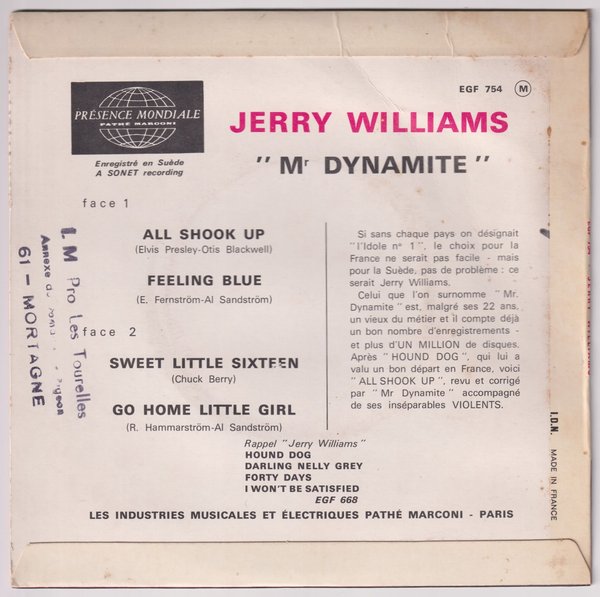 EGF 754 M
PRÉSENCE MONDIALE
PATHÉ MARCONI
Enregistré en Suède
A SONET recording
JERRY WILLIAMS
" Mr DYNAMITE "
face 1
ALL SHOOK UP
(Elvis Presley-Otis Blackwell)
FEELING BLUE
(E. Fernström-Al Sandström)
face 2
SWEET LITTLE SIXTEEN
(Chuck Berry)
GO HOME LITTLE GIRL
(R. Hammarström-Al Sandström)
Si sans chaque pays on désignait
"l'Idole n° 1", le choix pour la
France ne serait pas facile - mais
pour la Suède, pas de problème : ce
serait Jerry Williams.
Celui que l'on surnomme "Mr.
Dynamite" est, malgré ses 22 ans,
un vieux du métier et il compte déjà
un bon nombre d'enregistrements -
et plus d'UN MILLION de disques.
Après "HOUND DOG", qui lui a
valu un bon départ en France, voici
"ALL SHOOK UP", revu et corrigé
par "Mr Dynamite" accompagné
de ses inséparables VIOLENTS.
Rappel "Jerry Williams"
HOUND DOG
DARLING NELLY GREY
FORTY DAYS
I WON'T BE SATISFIED
EGF 668
LES INDUSTRIES MUSICALES ET ÉLECTRIQUES PATHÉ MARCONI - PARIS
I.M Pro Les Tourelles
Annexe du
61 - MORTAGNE
I.D.N. MADE IN FRANCE